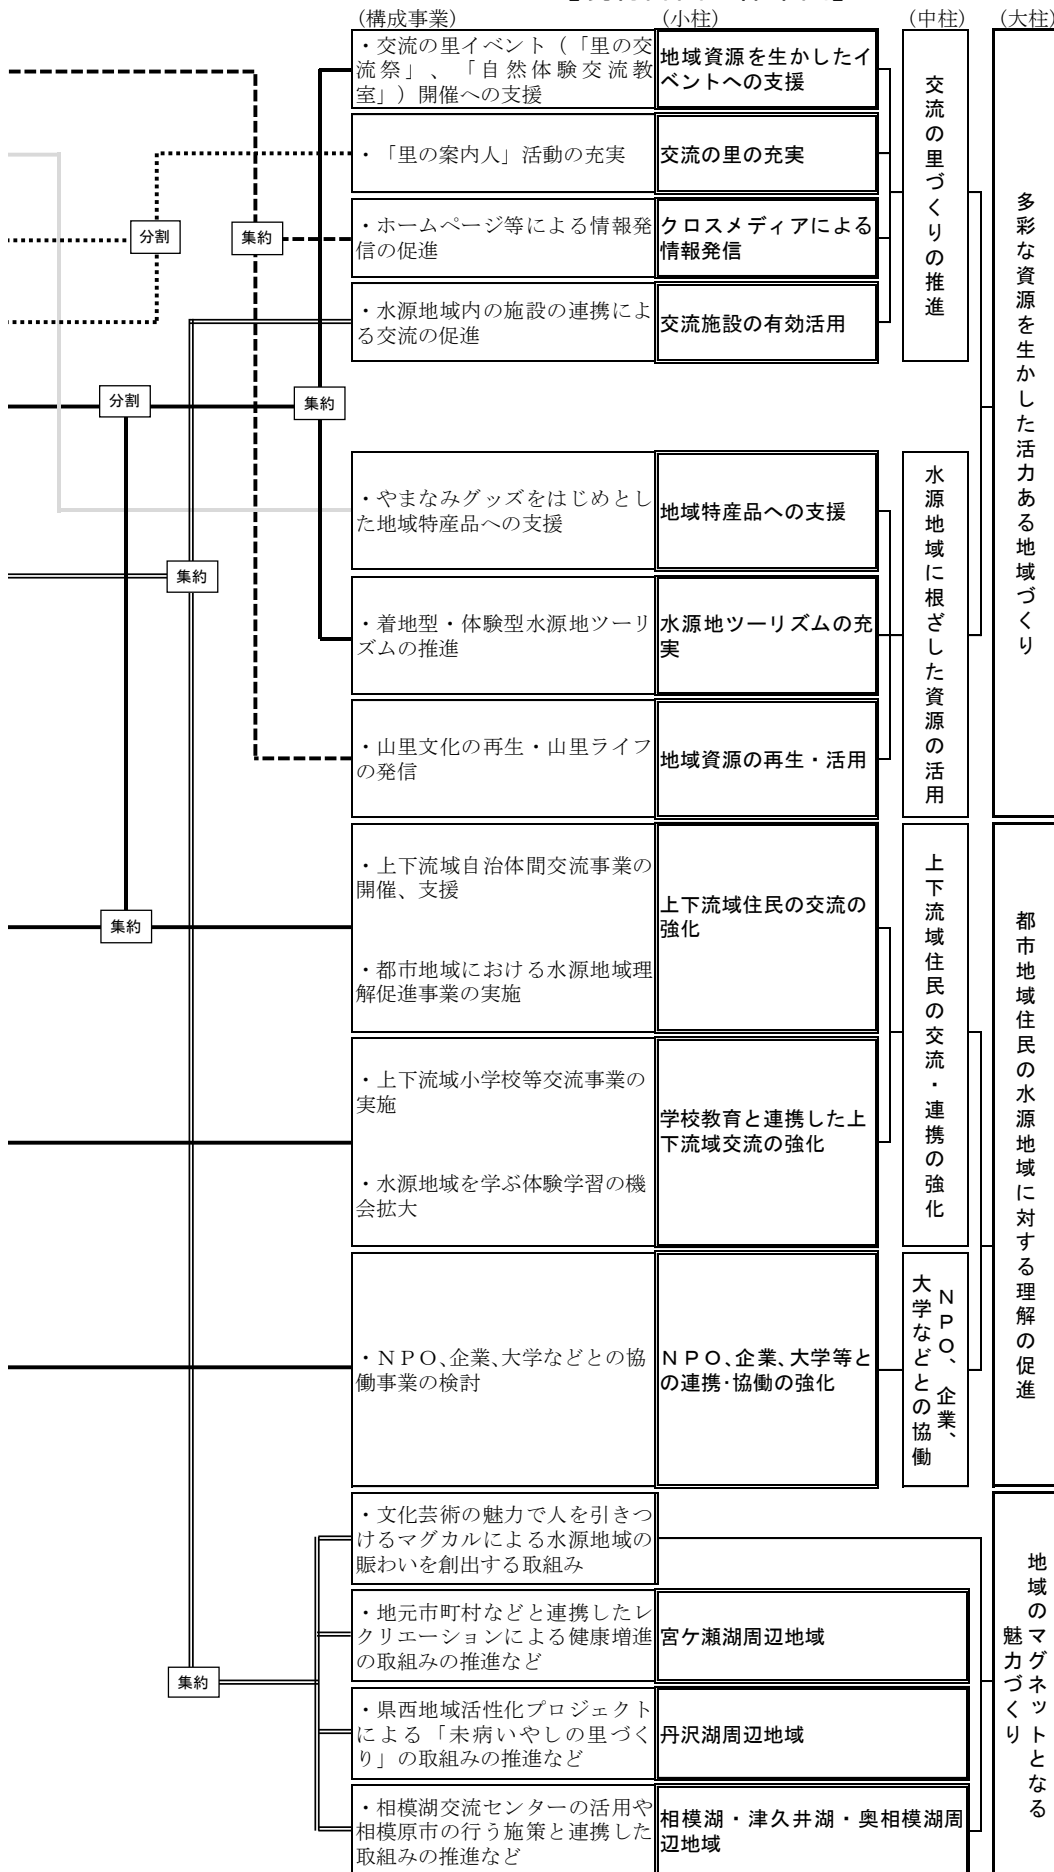 (構成事業)
(小柱)
(中柱)
(大柱)
・交流の里イベント（「里の交
流祭」、「自然体験交流教
室」）開催への支援
地域資源を生かしたイ
ベントへの支援
・「里の案内人」活動の充実
交流の里の充実
分割
集約
・ホームページ等による情報発
信の促進
クロスメディアによる
情報発信
・水源地域内の施設の連携によ
る交流の促進
交流施設の有効活用
交流の里づくりの推進
分割
集約
・やまなみグッズをはじめとし
た地域特産品への支援
地域特産品への支援
集約
・着地型・体験型水源地ツーリ
ズムの推進
水源地ツーリズムの充
実
・山里文化の再生・山里ライフ
の発信
地域資源の再生・活用
水源地域に根ざした資源の活用
多彩な資源を生かした活力ある地域づくり
集約
・上下流域自治体間交流事業の
開催、支援
・都市地域における水源地域理
解促進事業の実施
上下流域住民の交流の
強化
・上下流域小学校等交流事業の
実施
・水源地域を学ぶ体験学習の機
会拡大
学校教育と連携した上
下流域交流の強化
上下流域住民の交流・連携の強化
・ＮＰＯ、企業、大学などとの協
働事業の検討
ＮＰＯ、企業、大学等と
の連携・協働の強化
ＮＰＯ、企業、
大学などとの協働
都市地域住民の水源地域に対する理解の促進
・文化芸術の魅力で人を引きつ
けるマグカルによる水源地域の
賑わいを創出する取組み
集約
・地元市町村などと連携したレ
クリエーションによる健康増進
の取組みの推進など
宮ケ瀬湖周辺地域
・県西地域活性化プロジェクト
による「未病いやしの里づく
り」の取組みの推進など
丹沢湖周辺地域
・相模湖交流センターの活用や
相模原市の行う施策と連携した
取組みの推進など
相模湖・津久井湖・奥相模湖周
辺地域
地域のマグネットとなる
魅力づくり